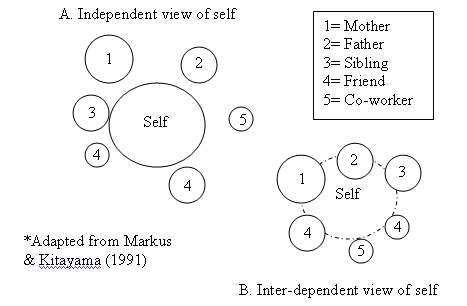 A. Independent view of self
1= Mother
2= Father
3= Sibling
4= Friend
5= Co-worker
1
2
3
Self
5
4
4
2
1
3
Self
4
4
5
*Adapted from Markus
& Kitayama (1991)
B. Inter-dependent view of self